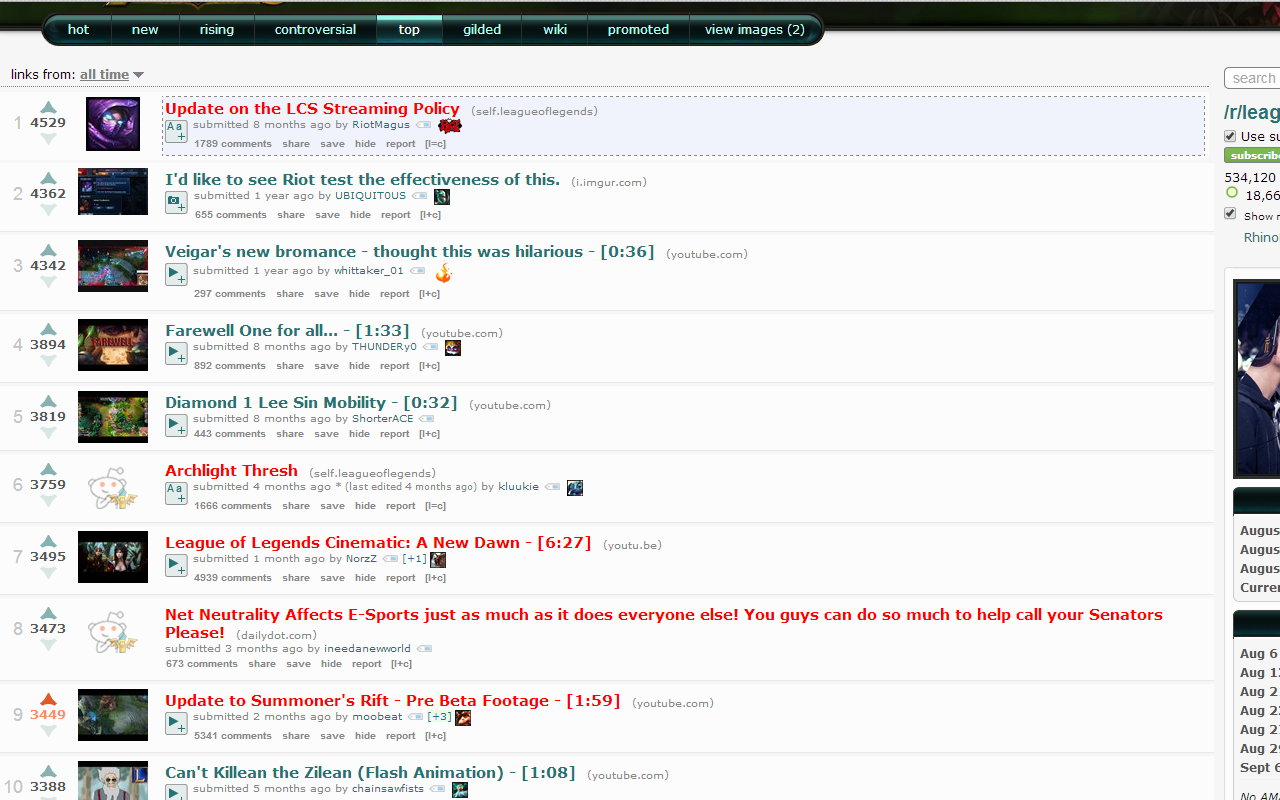 hot new rising controversial top gilded wiki promoted view images (2)
links from: all time
search
/r/leag
Use su
subscribe
534,120
18,66
Show n
Rhino
1 4529 Update on the LCS Streaming Policy (self.leagueoflegends)
Aa submitted 8 months ago by RiotMagus
1789 comments share save hide report [l=c]
2 4362 I'd like to see Riot test the effectiveness of this. (i.imgur.com)
submitted 1 year ago by UBIQUIT0US
655 comments share save hide report [l+c]
3 4342 Veigar's new bromance - thought this was hilarious - [0:36] (youtube.com)
submitted 1 year ago by whittaker_01
297 comments share save hide report [l+c]
4 3894 Farewell One for all... - [1:33] (youtube.com)
FAREWELL
submitted 8 months ago by THUNDERy0
892 comments share save hide report [l+c]
5 3819 Diamond 1 Lee Sin Mobility - [0:32] (youtube.com)
submitted 8 months ago by ShorterACE
443 comments share save hide report [l+c]
6 3759 Archlight Thresh (self.leagueoflegends)
Aa submitted 4 months ago * (last edited 4 months ago) by kluukie
1666 comments share save hide report [l=c]
7 3495 League of Legends Cinematic: A New Dawn - [6:27] (youtu.be)
submitted 1 month ago by NorzZ [+1]
4939 comments share save hide report [l+c]
8 3473 Net Neutrality Affects E-Sports just as much as it does everyone else! You guys can do so much to help call your Senators
Please! (dailydot.com)
submitted 3 months ago by ineedanewworld
673 comments share save hide report [l+c]
9 3449 Update to Summoner's Rift - Pre Beta Footage - [1:59] (youtube.com)
submitted 2 months ago by moobeat [+3]
5341 comments share save hide report [l+c]
10 3388 Can't Killean the Zilean (Flash Animation) - [1:08] (youtube.com)
submitted 5 months ago by chainsawfists
Augus
Augus
Augus
Curren
Aug 6
Aug 1
Aug 2
Aug 2
Aug 2
Aug 29
Sept 6
No AM